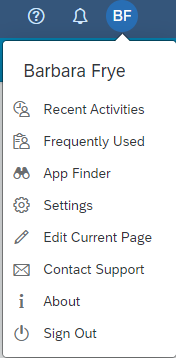 BF
Barbara Frye
Recent Activities
Frequently Used
App Finder
Settings
Edit Current Page
Contact Support
About
Sign Out